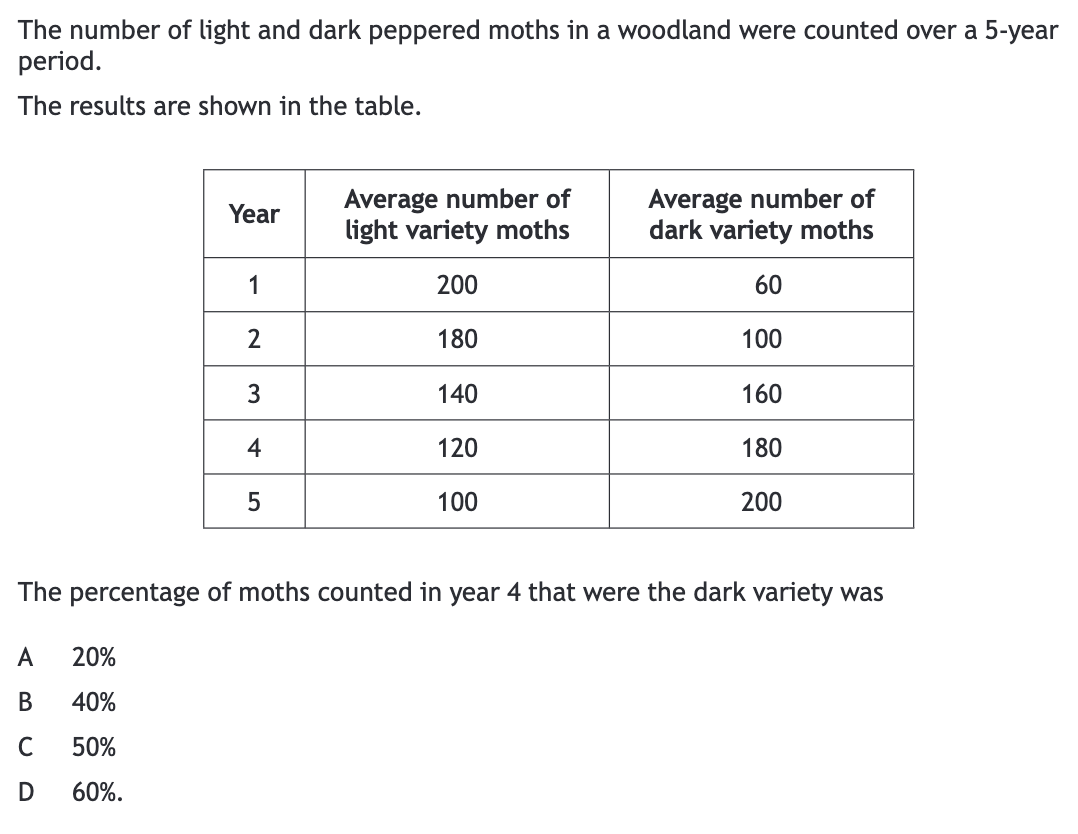 The number of light and dark peppered moths in a woodland were counted over a 5-year
period.
The results are shown in the table.
Year
Average number of
light variety moths
Average number of
dark variety moths
1 200 60
2 180 100
3 140 160
4 120 180
5 100 200
The percentage of moths counted in year 4 that were the dark variety was
A 20%
B 40%
C 50%
D 60%.